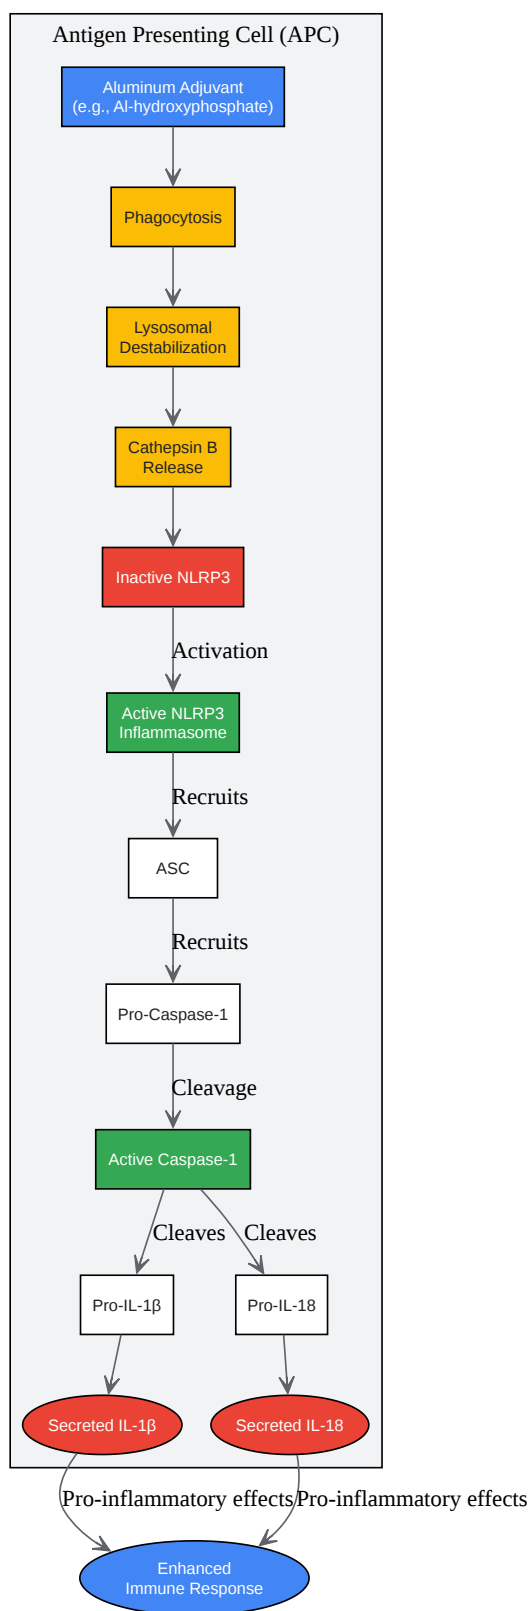 Antigen Presenting Cell (APC)
Aluminum Adjuvant
(e.g., Al-hydroxyphosphate)
Phagocytosis
Lysosomal
Destabilization
Cathepsin B
Release
Inactive NLRP3
Activation
Active NLRP3
Inflammasome
Recruits
ASC
Recruits
Pro-Caspase-1
Cleavage
Active Caspase-1
Cleaves
Cleaves
Pro-IL-1β
Pro-IL-18
Secreted IL-1β
Secreted IL-18
Pro-inflammatory effects
Pro-inflammatory effects
Enhanced
Immune Response